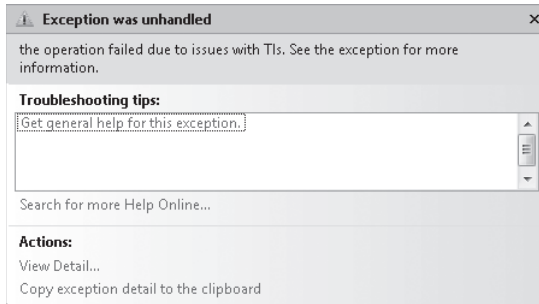 Exception was unhandled
the operation failed due to issues with TIs. See the exception for more
information.
Troubleshooting tips:
Get general help for this exception.
Search for more Help Online...
Actions:
View Detail...
Copy exception detail to the clipboard